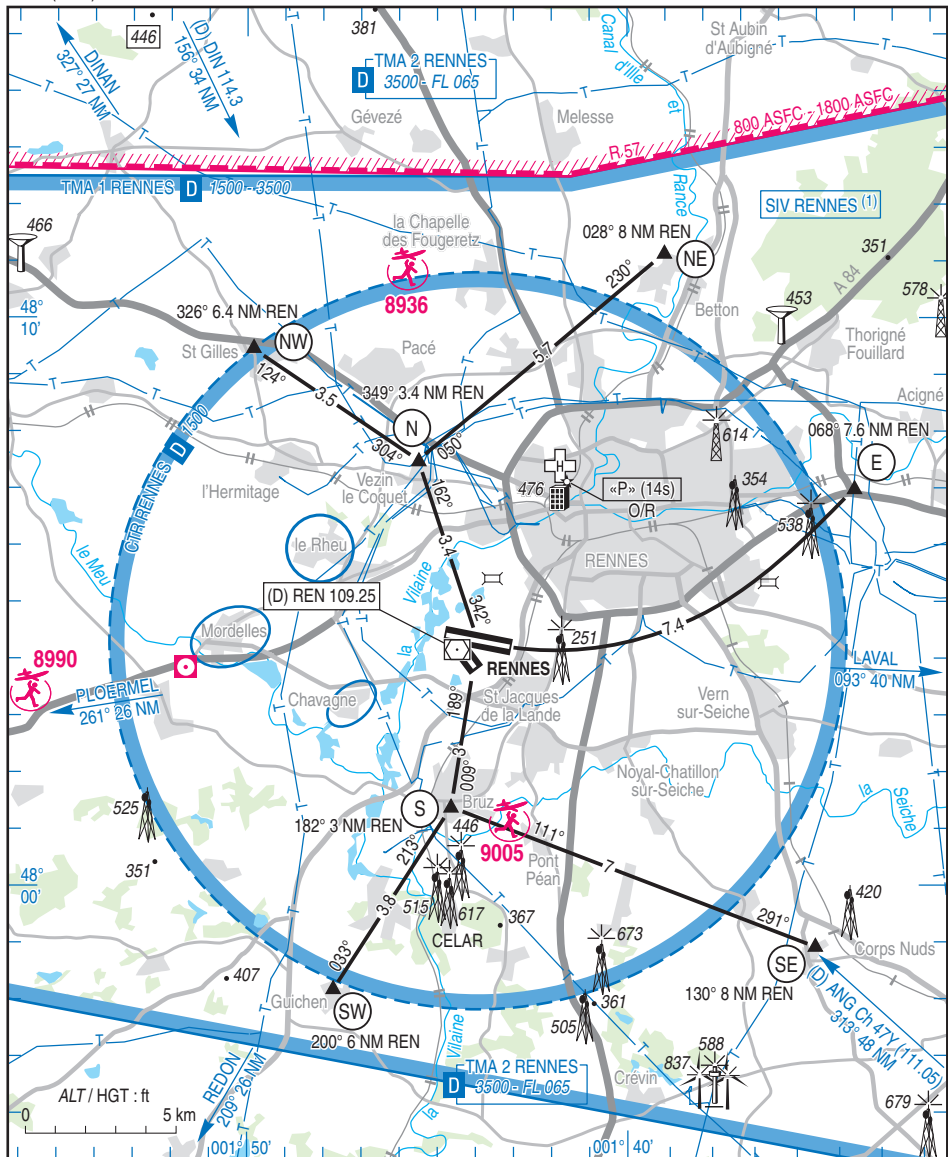 446
381
(D) DIN 114.3
156° 34 NM
DINAN
327° 27 NM
D
TMA 2 RENNES
3500 - FL 065
Canal d'Ille et Rance
St Aubin
d'Aubigné
Gévezé
Melesse
R 57
800 ASFC - 1800 ASFC
TMA 1 RENNES D 1500 - 3500
SIV RENNES (1)
466
la Chapelle
des Fougeretz
8936
028° 8 NM REN
NE
230°
351
A 84
578
48°
10'
326° 6.4 NM REN
NW
St Gilles
Pacé
Betton
453
Thorigné
Fouillard
124°
3.5
304°
5.7
050°
349° 3.4 NM REN
N
Acigné
068° 7.6 NM REN
E
614
CTR RENNES D 1500
l'Hermitage
Vezin
le Coquet
162°
3.4
342°
476
H
«P» (14s)
O/R
354
538
le Meu
le Rheu
la Vilaine
RENNES
(D) REN 109.25
Mordelles
251
7.4
RENNES
8990
PLOERMEL
261° 26 NM
LAVAL
093° 40 NM
Chavagne
St Jacques
de la Lande
Vern
sur-Seiche
189°
3
009°
Noyal-Chatillon
sur-Seiche
la Seiche
S
Bruz
182° 3 NM REN
446
9005
111°
7
291°
525
351
213°
3.8
033°
Pont
Péan
48°
00'
515
617
367
CELAR
673
420
Corps Nuds
SE
130° 8 NM REN
407
Guichen
SW
200° 6 NM REN
361
505
(D) ANG Ch 47Y (111.05)
313° 48 NM
REDON
209° 26 NM
la Vilaine
D
TMA 2 RENNES
3500 - FL 065
588
837
Crévin
679
ALT / HGT : ft
0
5 km
001° 50'
001° 40'